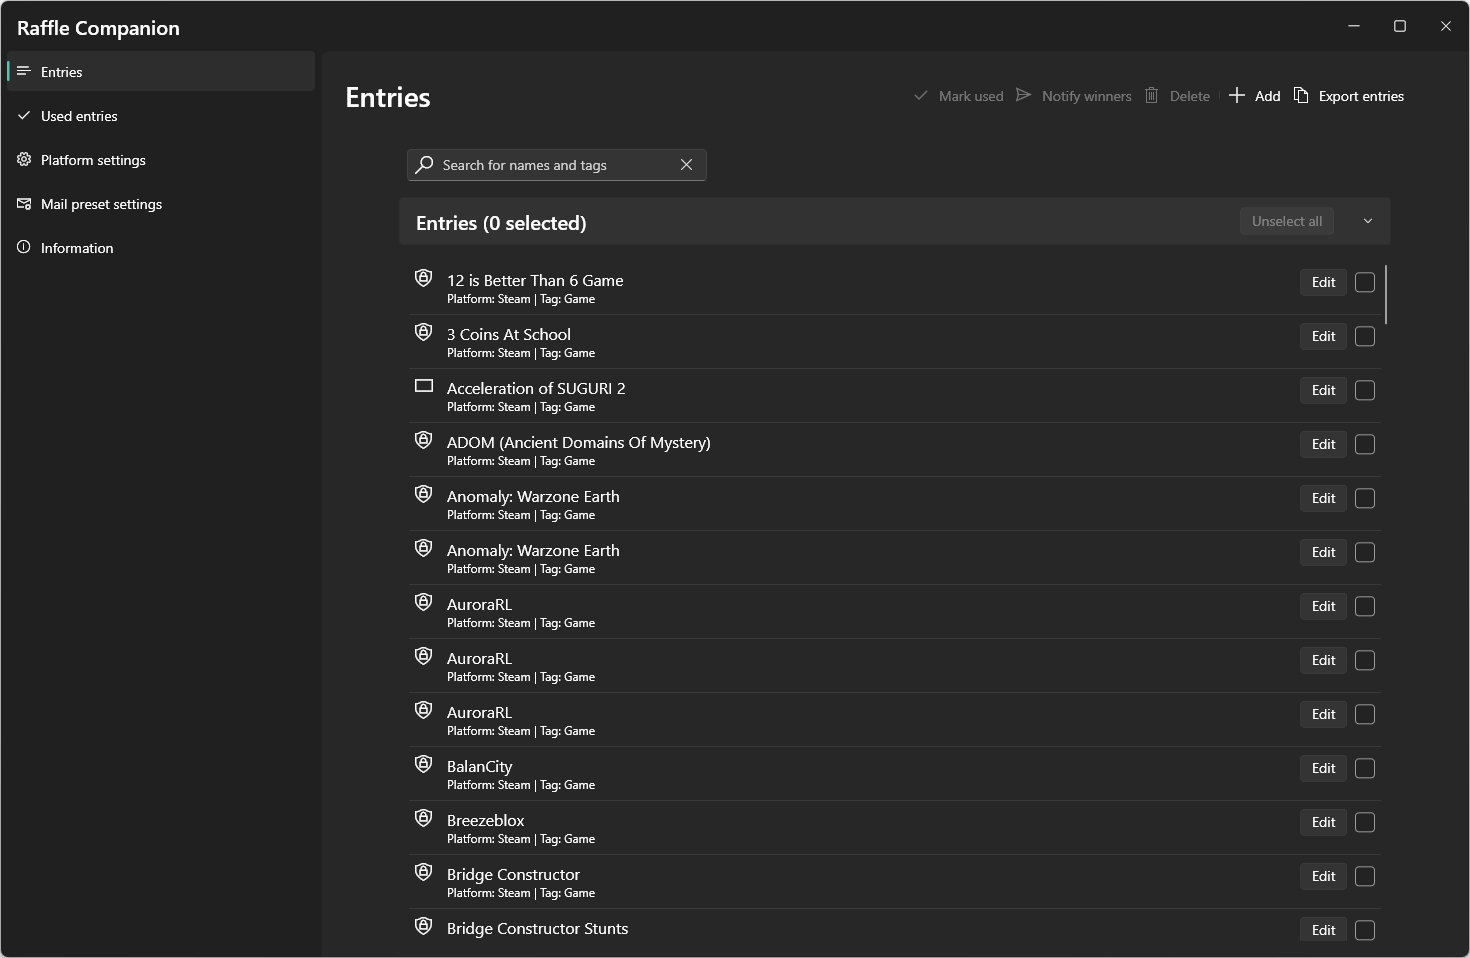 Raffle Companion
Entries
Used entries
Platform settings
Mail preset settings
Information
Entries
Mark used
Notify winners
Delete
Add
Export entries
Search for names and tags
Entries (0 selected)
Unselect all
12 is Better Than 6 Game
Platform: Steam | Tag: Game
Edit
3 Coins At School
Platform: Steam | Tag: Game
Edit
Acceleration of SUGURI 2
Platform: Steam | Tag: Game
Edit
ADOM (Ancient Domains Of Mystery)
Platform: Steam | Tag: Game
Edit
Anomaly: Warzone Earth
Platform: Steam | Tag: Game
Edit
Anomaly: Warzone Earth
Platform: Steam | Tag: Game
Edit
AuroraRL
Platform: Steam | Tag: Game
Edit
AuroraRL
Platform: Steam | Tag: Game
Edit
AuroraRL
Platform: Steam | Tag: Game
Edit
BalanCity
Platform: Steam | Tag: Game
Edit
Breezeblox
Platform: Steam | Tag: Game
Edit
Bridge Constructor
Platform: Steam | Tag: Game
Edit
Bridge Constructor Stunts
Edit